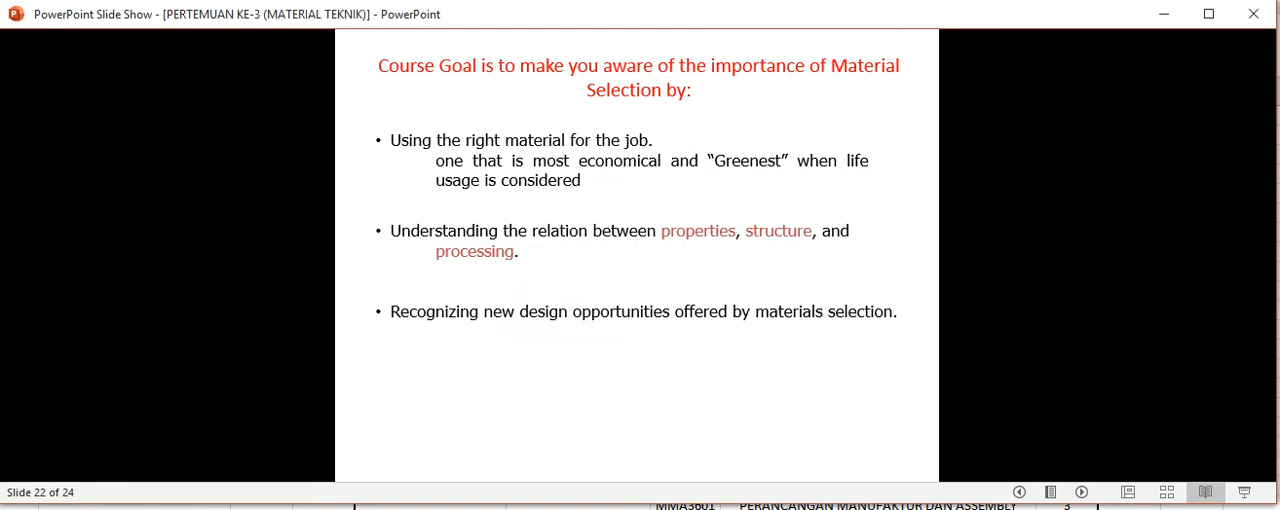 PowerPoint Slide Show - [PERTEMUAN KE-3 (MATERIAL TEKNIK)] - PowerPoint
Course Goal is to make you aware of the importance of Material
Selection by:
• Using the right material for the job.
one that is most economical and “Greenest” when life
usage is considered
• Understanding the relation between properties, structure, and
processing.
• Recognizing new design opportunities offered by materials selection.
Slide 22 of 24
MMA3601 PERANCANGAN MANUFAKTUR DAN ASSEMBLY 3